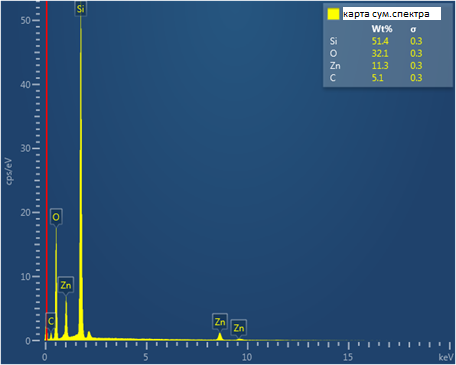 карта сум.спектра
Wt% σ
Si 51.4 0.3
O 32.1 0.3
Zn 11.3 0.3
C 5.1 0.3
Si
50
40
cps/eV
30
20
O
10
Zn
C
Zn
Zn
0
0 5 10 15 keV